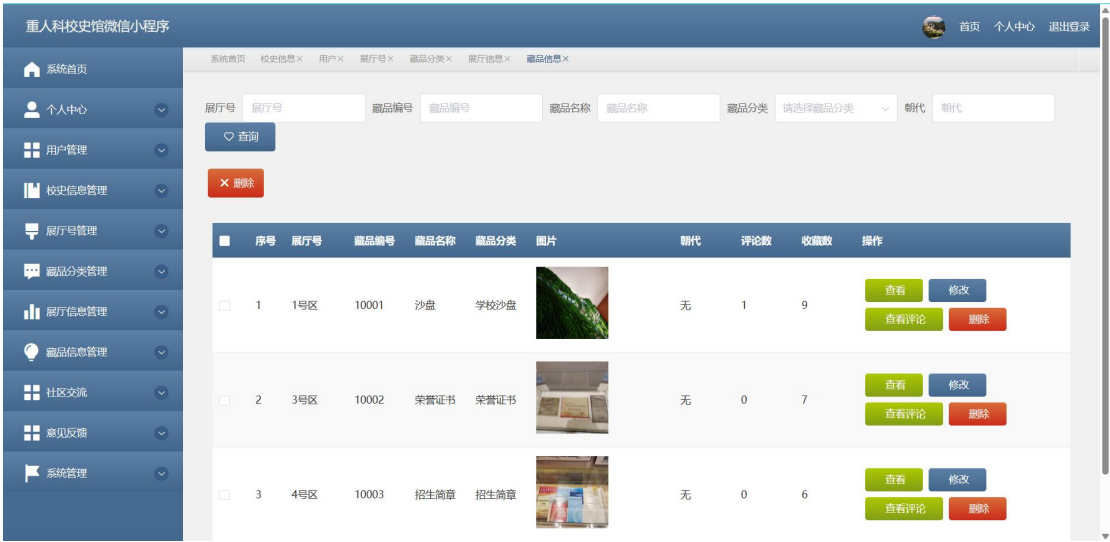 重人科校史馆微信小程序
首页 个人中心 退出登录
系统首页 校史信息× 用户× 展厅号× 藏品分类× 展厅信息× 藏品信息×
系统首页
个人中心
用户管理
校史信息管理
展厅号管理
藏品分类管理
展厅信息管理
藏品信息管理
社区交流
意见反馈
系统管理
展厅号 展厅号 藏品编号 藏品编号 藏品名称 藏品名称 藏品分类 请选择藏品分类 朝代 朝代
查询
删除
序号 展厅号 藏品编号 藏品名称 藏品分类 图片 朝代 评论数 收藏数 操作
1 1号区 10001 沙盘 学校沙盘 无 1 9 查看 修改
查看评论 删除
2 3号区 10002 荣誉证书 荣誉证书 无 0 7 查看 修改
查看评论 删除
3 4号区 10003 招生简章 招生简章 无 0 6 查看 修改
查看评论 删除